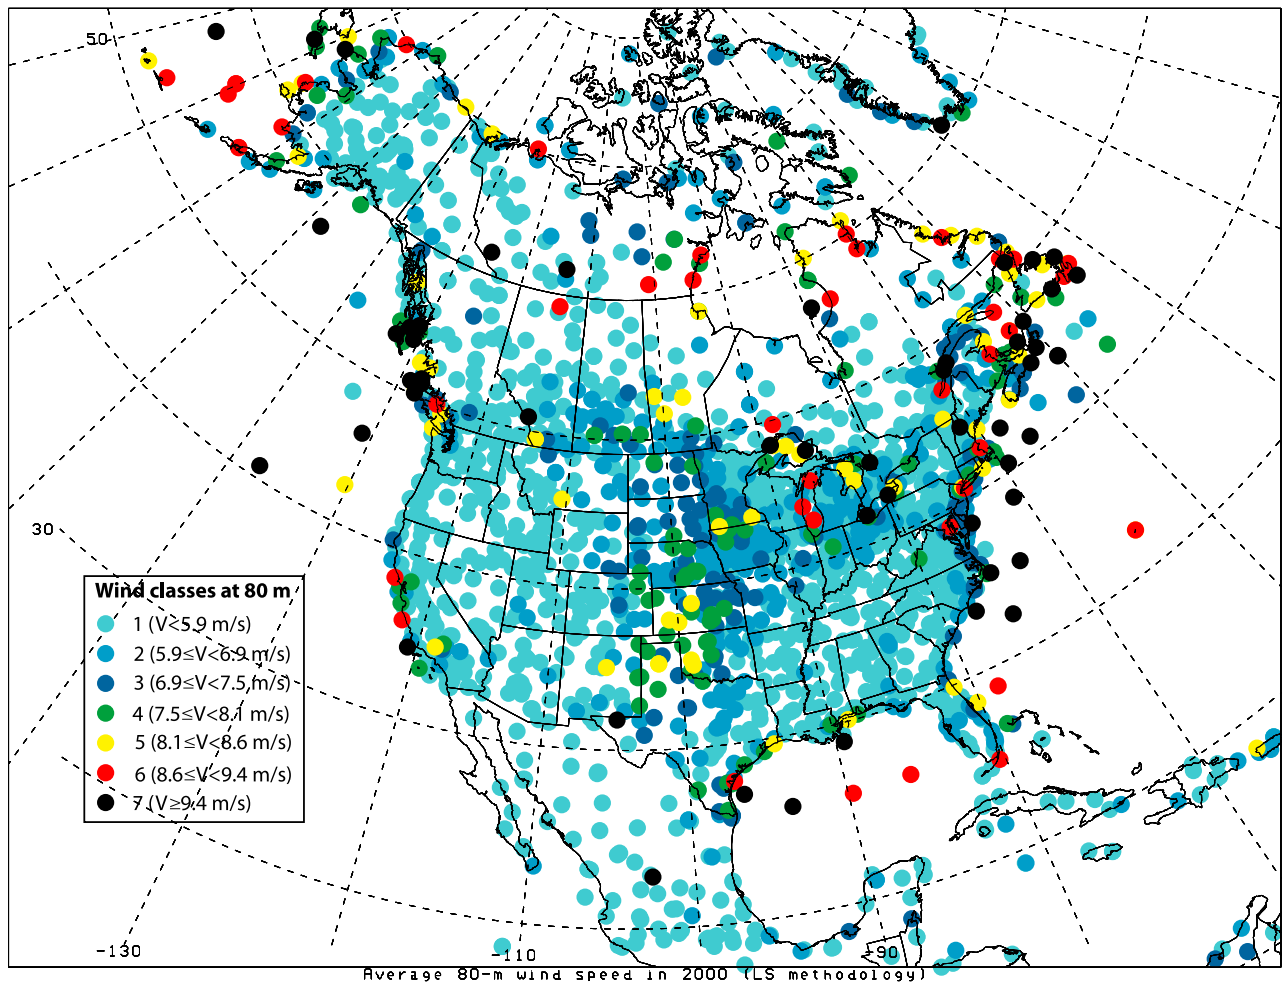 50
30
Wind classes at 80 m
1 (V<5.9 m/s)
2 (5.9≤V<6.9 m/s)
3 (6.9≤V<7.5 m/s)
4 (7.5≤V<8.1 m/s)
5 (8.1≤V<8.6 m/s)
6 (8.6≤V<9.4 m/s)
7 (V≥9.4 m/s)
-130
-110
-90
Average 80-m wind speed in 2000 (LS methodology)